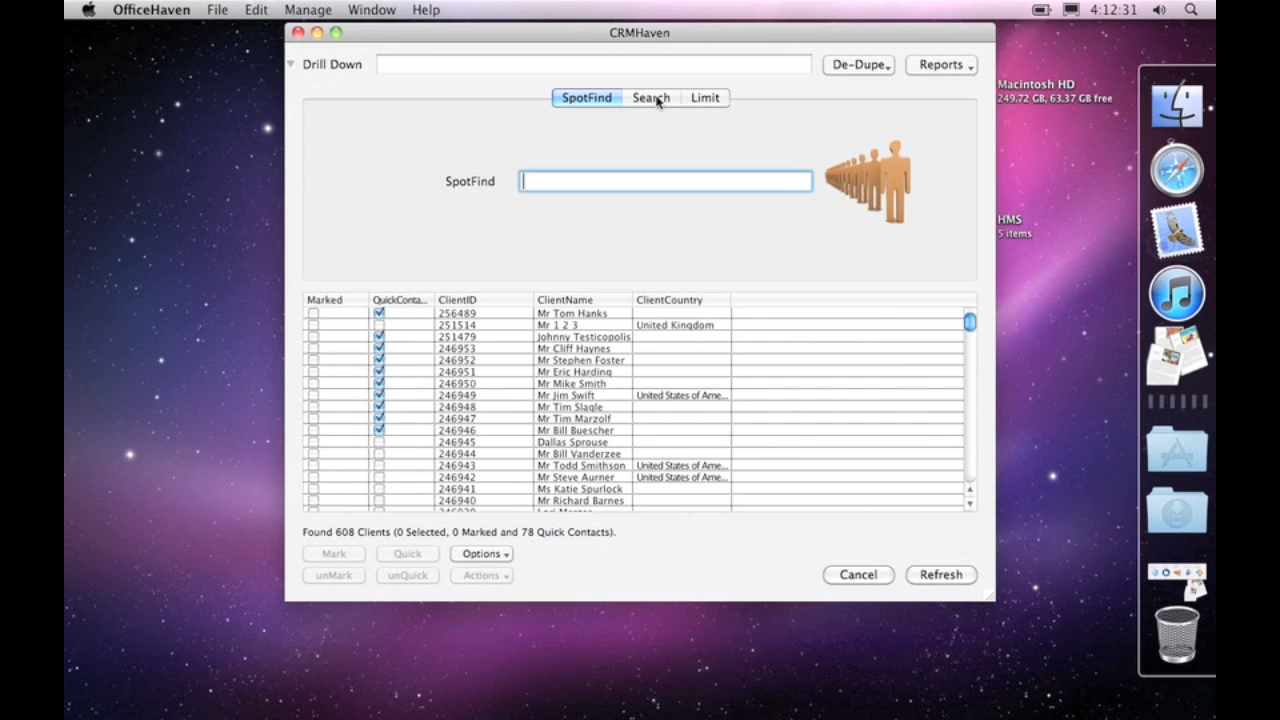 OfficeHaven File Edit Manage Window Help 4:12:31
CRMHaven
Drill Down De-Dupe Reports
Macintosh HD
249.72 GB, 63.37 GB free
SpotFind Search Limit
SpotFind
HMS
5 items
Marked QuickConta... ClientID ClientName ClientCountry
256489 Mr Tom Hanks
251514 Mr 1 2 3 United Kingdom
251479 Johnny Testicopolis
246953 Mr Cliff Haynes
246952 Mr Stephen Foster
246951 Mr Eric Harding
246950 Mr Mike Smith
246949 Mr Jim Swift United States of Ame...
246948 Mr Tim Slagle
246947 Mr Tim Marzolf
246946 Mr Bill Buescher
246945 Dallas Sprouse
246944 Mr Bill Vanderzee
246943 Mr Todd Smithson United States of Ame...
246942 Mr Steve Aurner United States of Ame...
246941 Ms Katie Spurlock
246940 Mr Richard Barnes
Found 608 Clients (0 Selected, 0 Marked and 78 Quick Contacts).
Mark Quick Options
unMark unQuick Actions Cancel Refresh